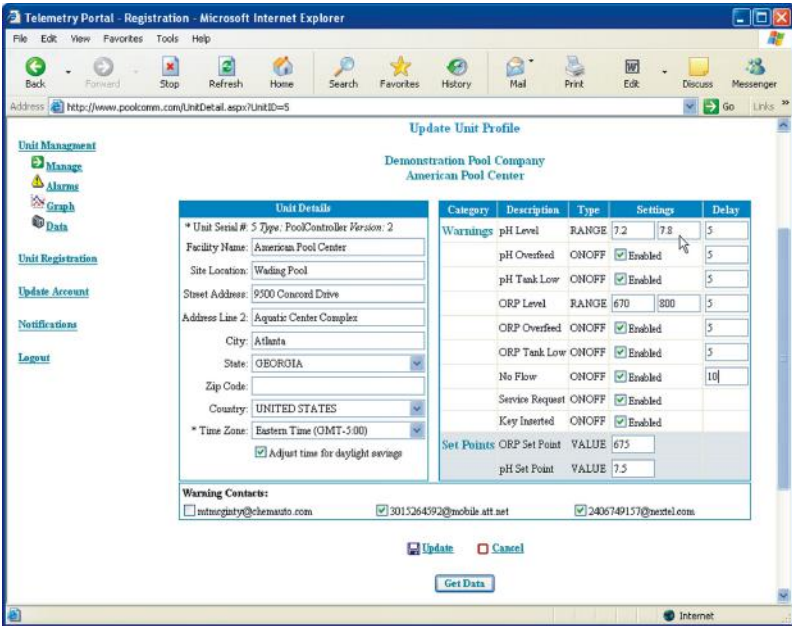 Telemetry Portal - Registration - Microsoft Internet Explorer
File Edit View Favorites Tools Help
Back Forward Stop Refresh Home Search Favorites History Mail Print Edit Discuss Messenger
Address http://www.poolcomm.com/UnitDetail.aspx?UnitID=5 Go Links »
Update Unit Profile
Demonstration Pool Company
American Pool Center
Unit Managment
Manage
Alarms
Graph
Data
Unit Registration
Update Account
Notifications
Logout
Unit Details
* Unit Serial #: 5 Type: PoolController Version: 2
Facility Name: American Pool Center
Site Location: Wading Pool
Street Address: 9500 Concord Drive
Address Line 2: Aquatic Center Complex
City: Atlanta
State: GEORGIA
Zip Code:
Country: UNITED STATES
* Time Zone: Eastern Time (GMT-5:00)
Adjust time for daylight savings
Category Description Type Settings Delay
Warnings pH Level RANGE 7.2 7.8 5
pH Overfeed ONOFF Enabled 5
pH Tank Low ONOFF Enabled 5
ORP Level RANGE 670 800 5
ORP Overfeed ONOFF Enabled 5
ORP Tank Low ONOFF Enabled 5
No Flow ONOFF Enabled 10
Service Request ONOFF Enabled
Key Inserted ONOFF Enabled
Set Points ORP Set Point VALUE 675
pH Set Point VALUE 7.5
Warning Contacts:
mtmcginty@chemauto.com 3015264592@mobile.att.net 2406749157@nextel.com
Update Cancel
Get Data
Internet